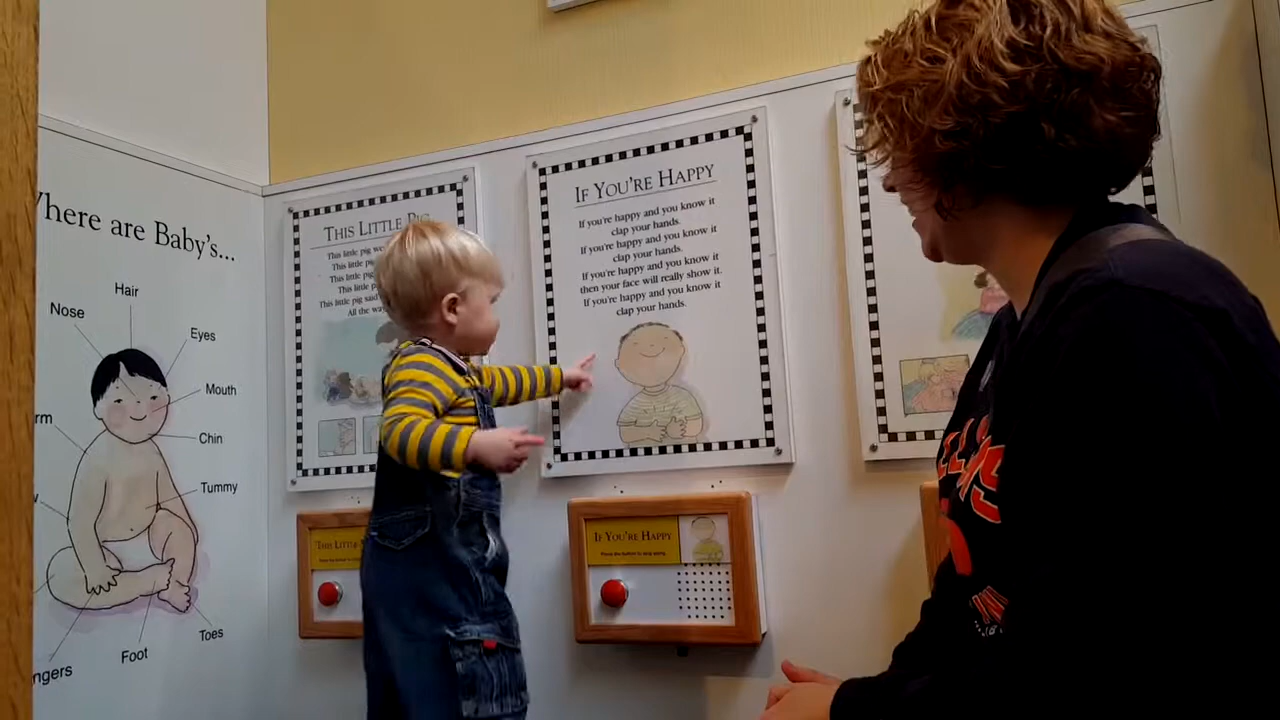 here are Baby's...
Hair
Nose
Eyes
Mouth
Chin
Tummy
Toes
Foot
THIS LITTLE PIG
This little pig
This little pig
This little pig
This little
This little pig said
All the
IF YOU'RE HAPPY
If you're happy and you know it
clap your hands.
If you're happy and you know it
clap your hands.
If you're happy and you know it
then your face will really show it.
If you're happy and you know it
clap your hands.
THIS LITTLE
IF YOU'RE HAPPY